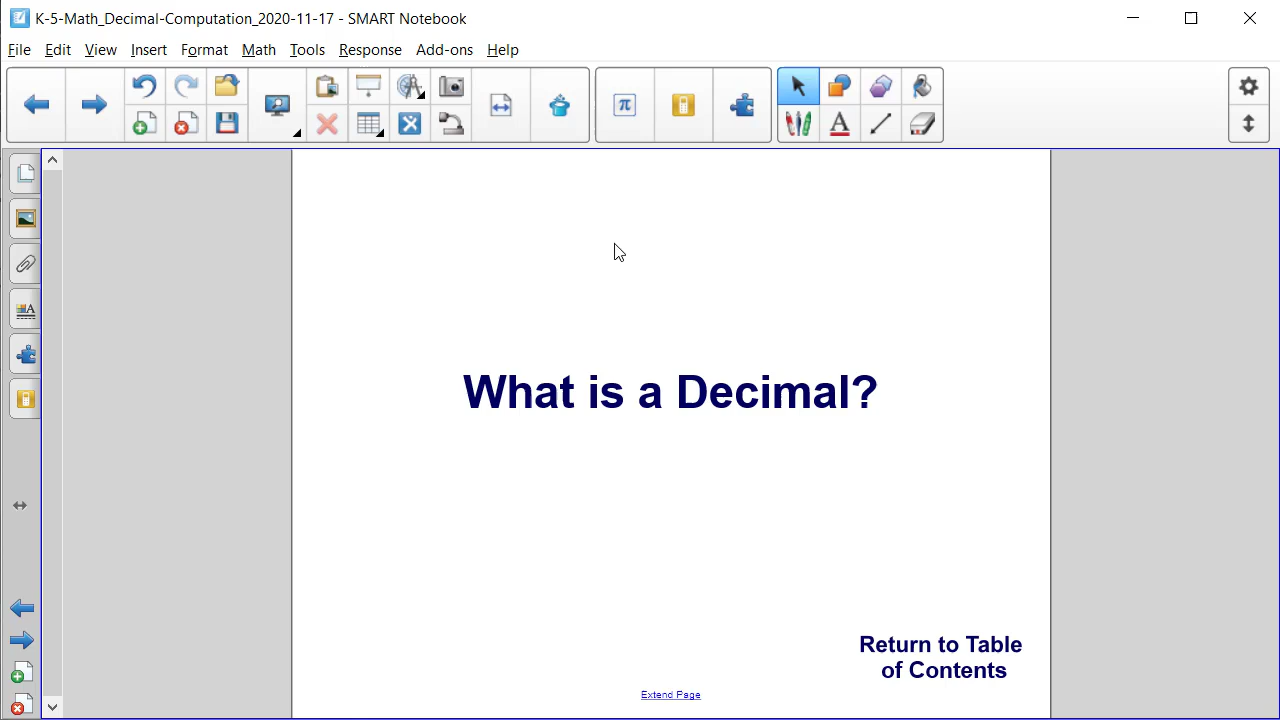 K-5-Math_Decimal-Computation_2020-11-17 - SMART Notebook
File Edit View Insert Format Math Tools Response Add-ons Help
π
A
A
What is a Decimal?
Return to Table
of Contents
Extend Page